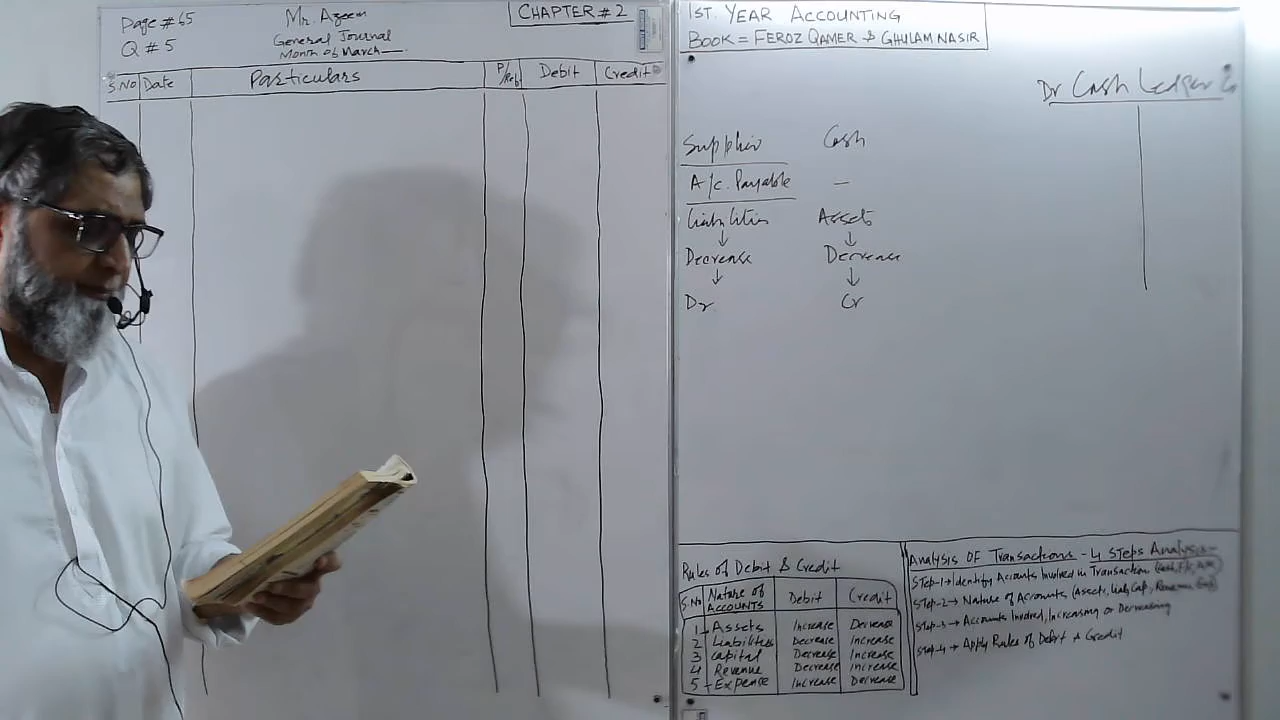 Page #65
Q # 5
Mr. Azeem
General Journal
Month of March
CHAPTER # 2
S.No Date Particulars P/Ref Debit Credit
1ST. YEAR ACCOUNTING
BOOK = FEROZ QAMER & GHULAM NASIR
Dr Cash Ledger
Cash
A/c. Payable —
Liabilities Assets
↓ ↓
Decrease Decrease
↓ ↓
Dr Cr
Rules of Debit & Credit
S.No Nature of ACCOUNTS Debit Credit
1 Assets Increase Decrease
2 Liabilities Decrease Increase
3 Capital Decrease Increase
4 Revenue Decrease Increase
5 Expense Increase Decrease
Analysis Of Transactions - 4 Steps Analysis -
Step-1 → Identify Accounts Involved in Transaction
Step-2 → Nature of Accounts (Assets,
Step-3 → Accounts Involved, Increasing or Decreasing
Step-4 → Apply Rules of Debit & Credit